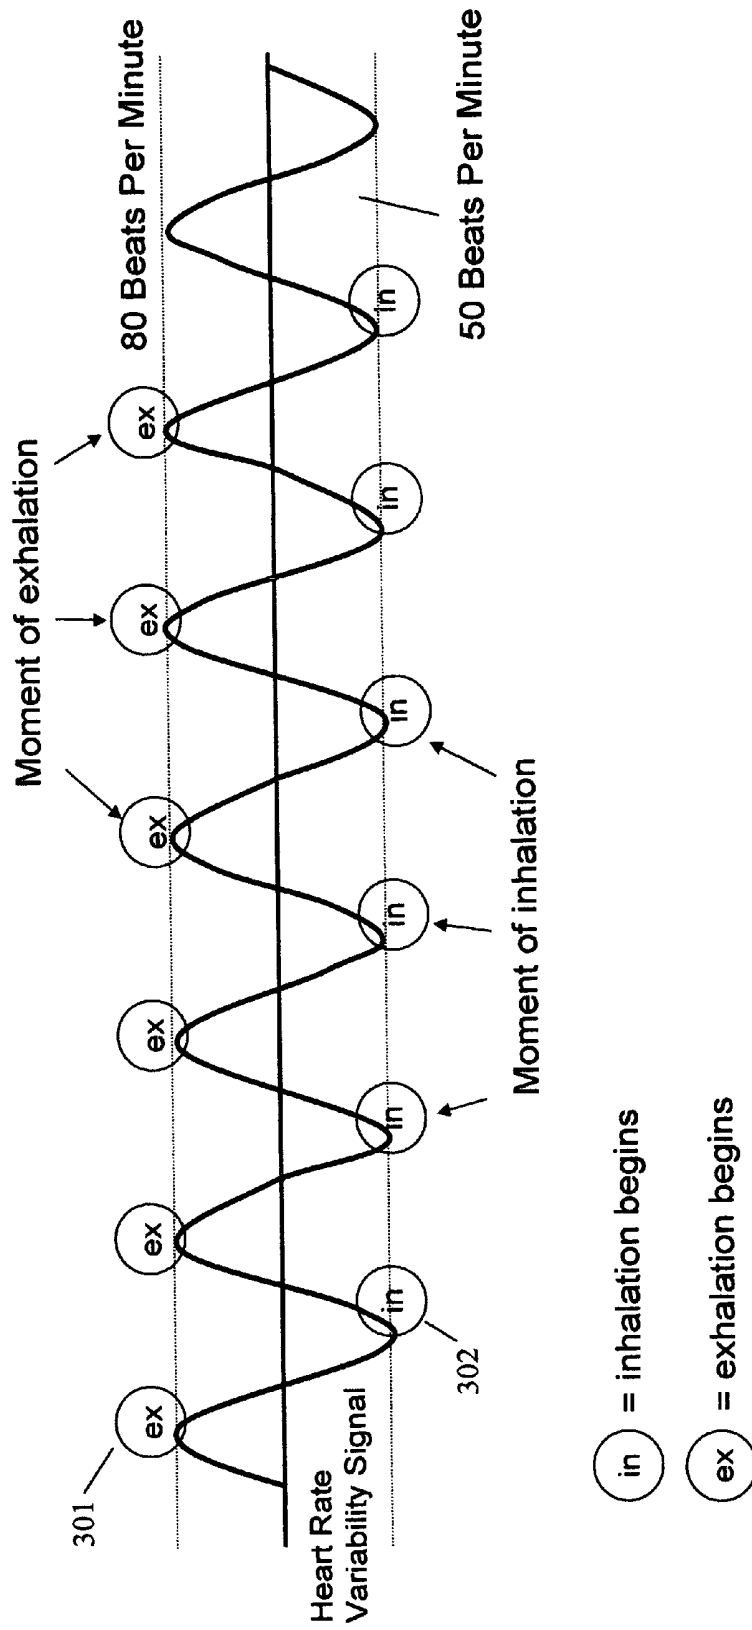 Moment of exhalation
80 Beats Per Minute
301
ex
ex
ex
ex
ex
ex
Heart Rate
Variability Signal
in
in
in
in
in
in
302
50 Beats Per Minute
Moment of inhalation
in = inhalation begins
ex = exhalation begins